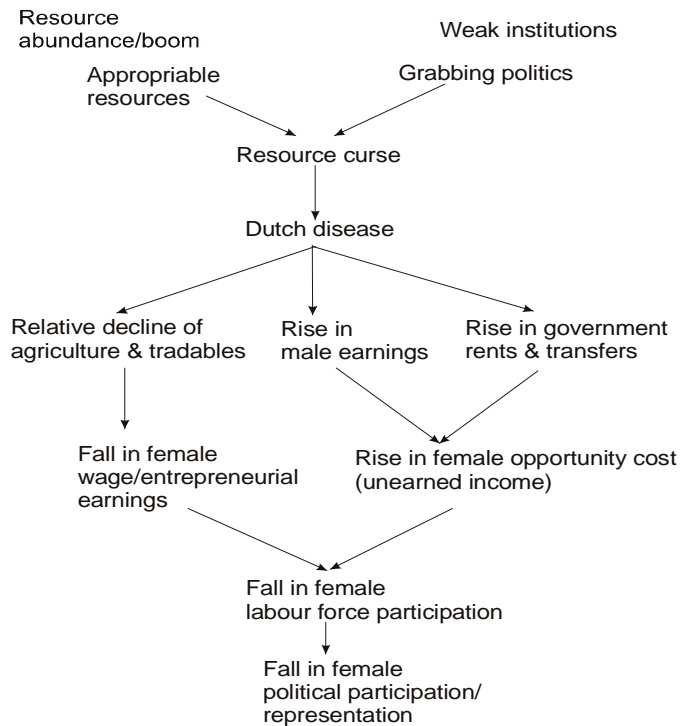 Resource
abundance/boom
Weak institutions
Appropriable
resources
Grabbing politics
Resource curse
Dutch disease
Relative decline of
agriculture & tradables
Rise in
male earnings
Rise in government
rents & transfers
Fall in female
wage/entrepreneurial
earnings
Rise in female opportunity cost
(unearned income)
Fall in female
labour force participation
Fall in female
political participation/
representation